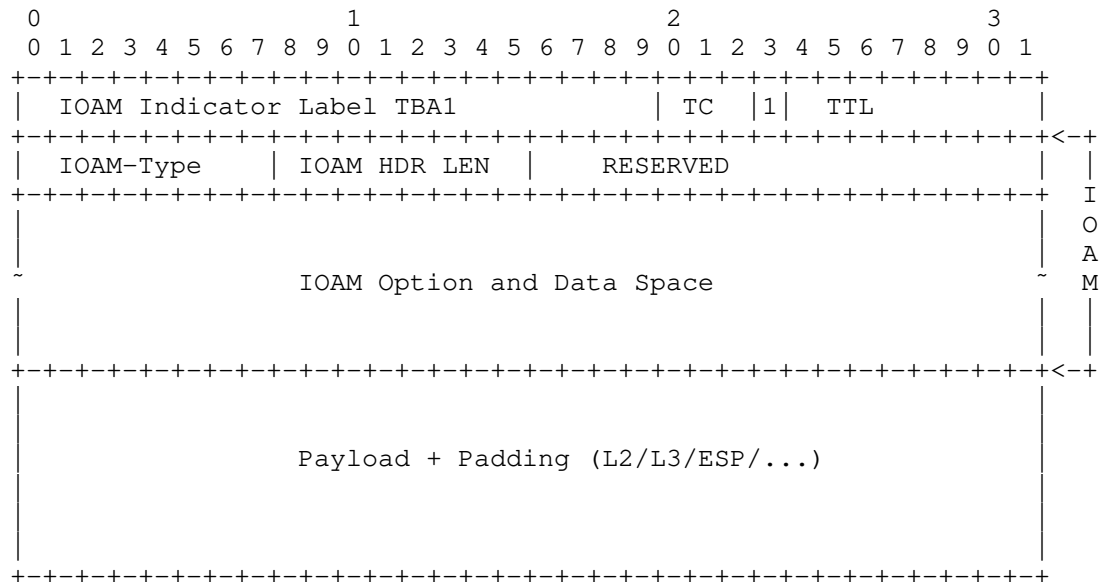 0                   1                   2                   3
 0 1 2 3 4 5 6 7 8 9 0 1 2 3 4 5 6 7 8 9 0 1 2 3 4 5 6 7 8 9 0 1
+-+-+-+-+-+-+-+-+-+-+-+-+-+-+-+-+-+-+-+-+-+-+-+-+-+-+-+-+-+-+-+-+
|  IOAM Indicator Label TBA1            | TC  |1|  TTL          |
+-+-+-+-+-+-+-+-+-+-+-+-+-+-+-+-+-+-+-+-+-+-+-+-+-+-+-+-+-+-+-+-+<-+
|  IOAM-Type    | IOAM HDR LEN  |    RESERVED                   |  |
+-+-+-+-+-+-+-+-+-+-+-+-+-+-+-+-+-+-+-+-+-+-+-+-+-+-+-+-+-+-+-+-+  I
|                                                               |  O
|                                                               |  A
~                 IOAM Option and Data Space                    ~  M
|                                                               |  |
|                                                               |  |
+-+-+-+-+-+-+-+-+-+-+-+-+-+-+-+-+-+-+-+-+-+-+-+-+-+-+-+-+-+-+-+-+<-+
|                                                               |
|                                                               |
|                 Payload + Padding (L2/L3/ESP/...)             |
|                                                               |
|                                                               |
|                                                               |
+-+-+-+-+-+-+-+-+-+-+-+-+-+-+-+-+-+-+-+-+-+-+-+-+-+-+-+-+-+-+-+-+